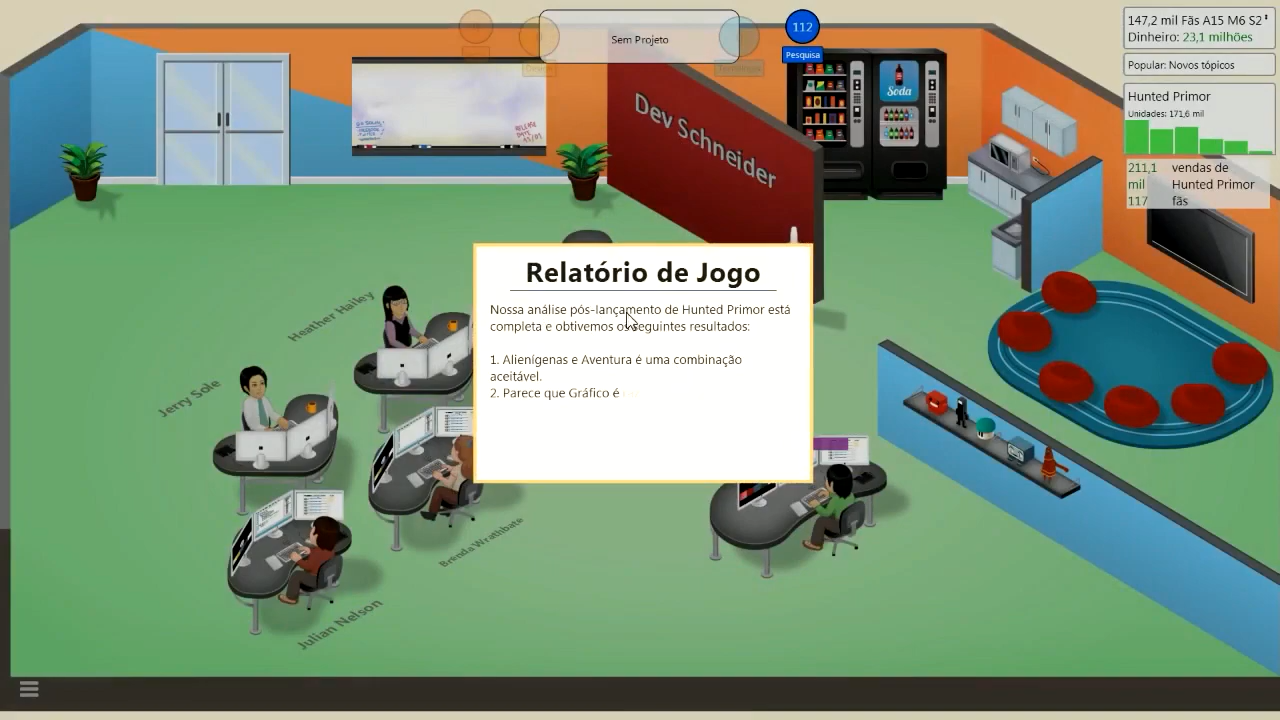 Sem Projeto
112
Pesquisa
147,2 mil Fãs A15 M6 S2
Dinheiro: 23,1 milhões
Popular: Novos tópicos
Hunted Primor
Unidades: 171,6 mil
211,1 mil vendas de Hunted Primor
117 fãs
Soda
Dev Schneider
RELEASE
DATE
Relatório de Jogo
Nossa análise pós-lançamento de Hunted Primor está
completa e obtivemos os seguintes resultados:
1. Alienígenas e Aventura é uma combinação
aceitável.
2. Parece que Gráfico é
Heather Hailey
Jerry Sole
Brenda Wrathbate
Julian Nelson